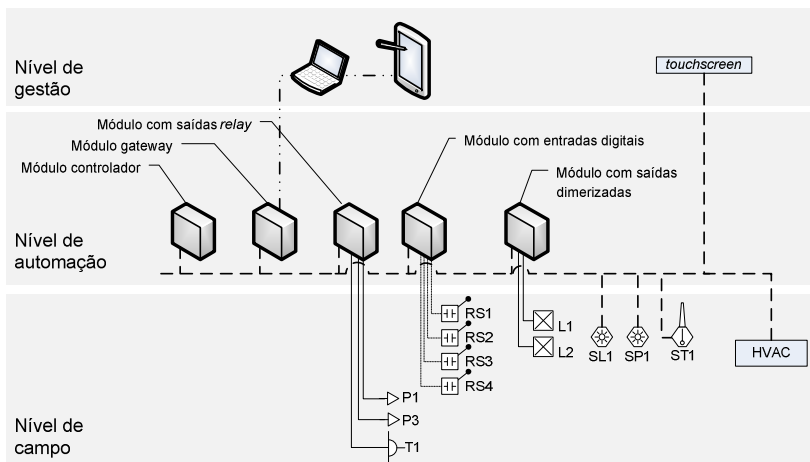 Nível de
gestão
touchscreen
Módulo com saídas relay
Módulo gateway
Módulo controlador
Módulo com entradas digitais
Módulo com saídas
dimerizadas
Nível de
automação
RS1
RS2
RS3
RS4
L1
L2
SL1
SP1
ST1
HVAC
P1
P3
T1
Nível de
campo